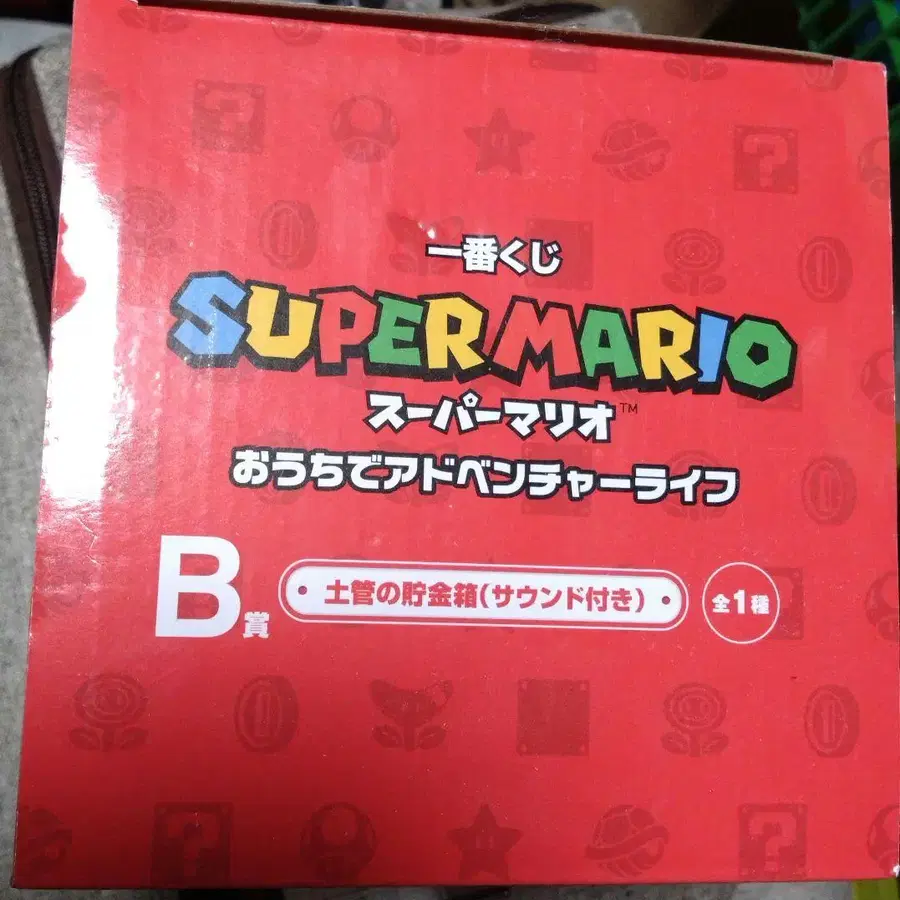 一番くじ
SUPER MARIO
スーパーマリオ™
おうちでアドベンチャーライフ
B賞 土管の貯金箱(サウンド付き) 全1種